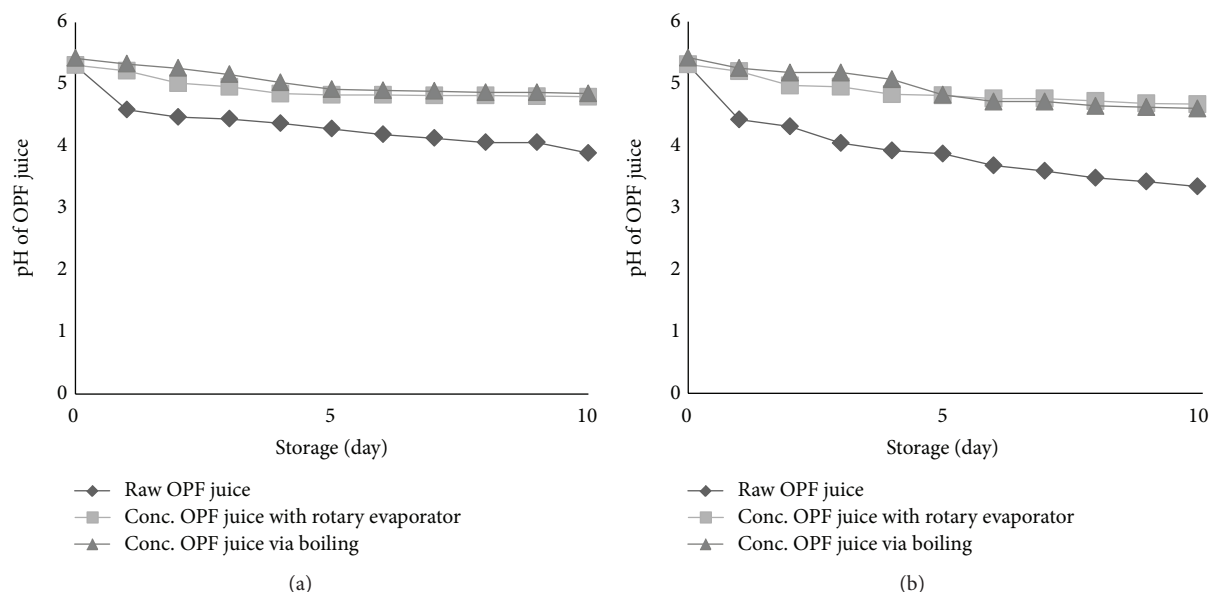 6
5
4
3
2
1
0
0
5
10
pH of OPF juice
Storage (day)
Raw OPF juice
Conc. OPF juice with rotary evaporator
Conc. OPF juice via boiling
(a)
6
5
4
3
2
1
0
0
5
10
pH of OPF juice
Storage (day)
Raw OPF juice
Conc. OPF juice with rotary evaporator
Conc. OPF juice via boiling
(b)